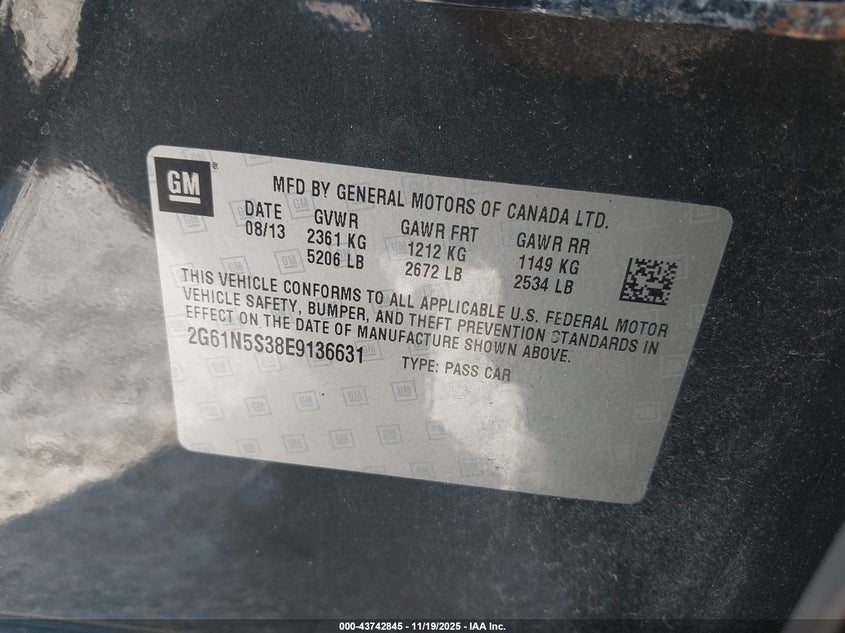 GM
MFD BY GENERAL MOTORS OF CANADA LTD.
DATE GVWR GAWR FRT GAWR RR
08/13 2361 KG 1212 KG 1149 KG
5206 LB 2672 LB 2534 LB
THIS VEHICLE CONFORMS TO ALL APPLICABLE U.S. FEDERAL MOTOR
VEHICLE SAFETY, BUMPER, AND THEFT PREVENTION STANDARDS IN
EFFECT ON THE DATE OF MANUFACTURE SHOWN ABOVE.
2G61N5S38E9136631 TYPE: PASS CAR
000-43742845 - 11/19/2025 - IAA Inc.